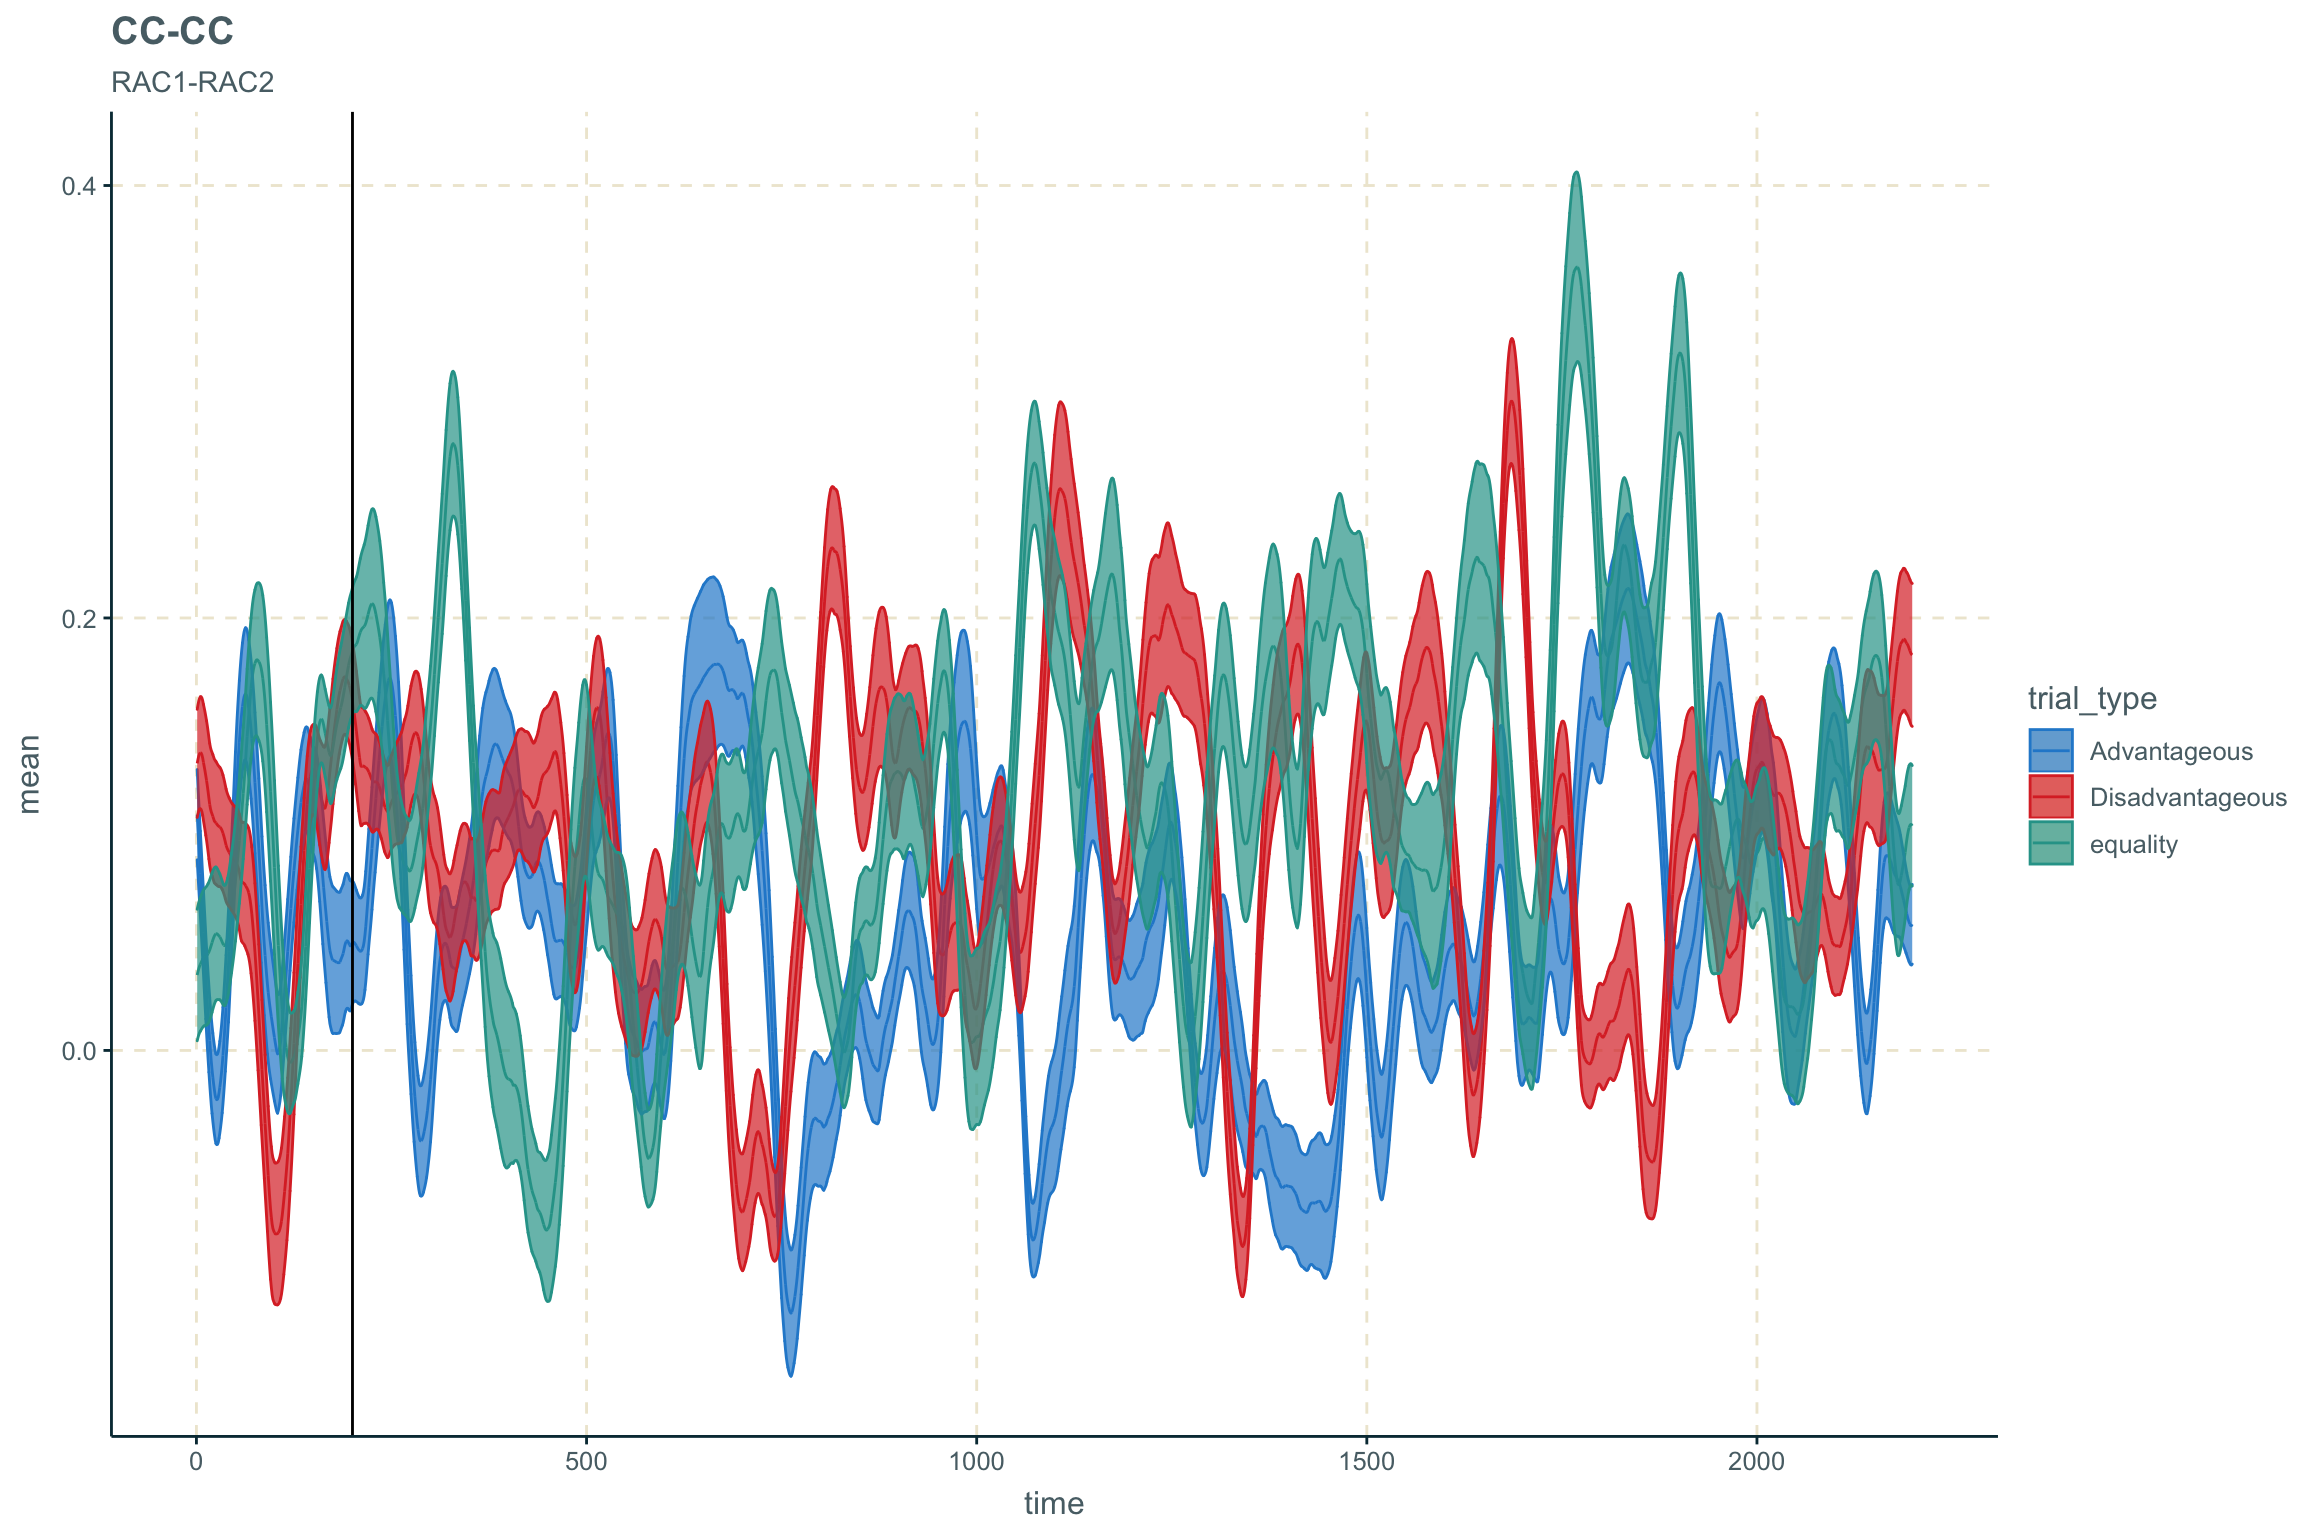 CC-CC
RAC1-RAC2
mean
0.4
0.2
0.0
0
500
1000
1500
2000
time
trial_type
Advantageous
Disadvantageous
equality